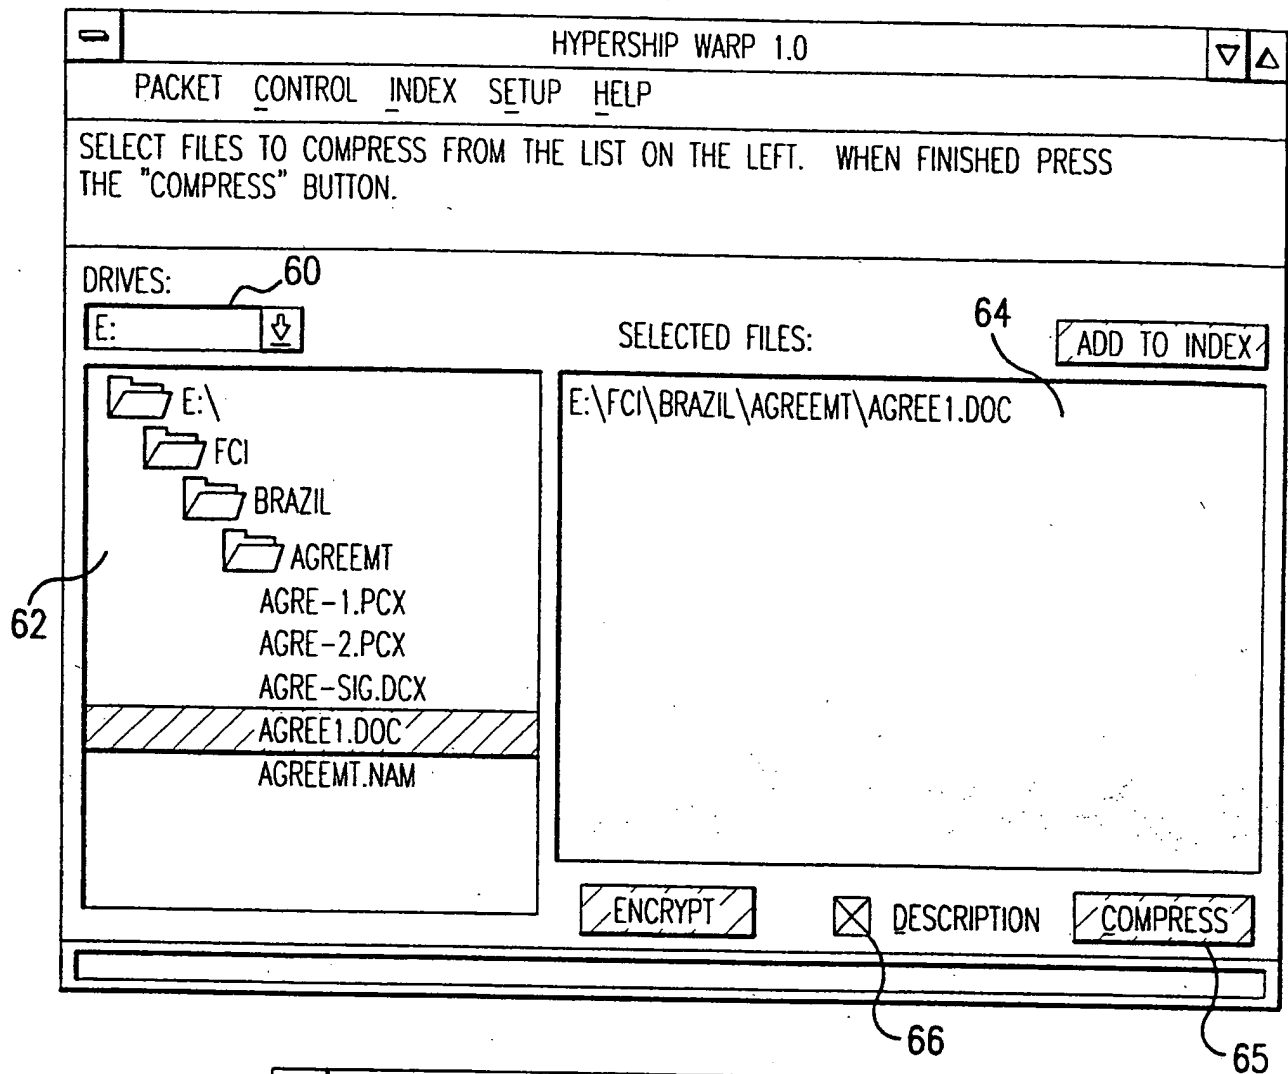 HYPERSHIP WARP 1.0
PACKET CONTROL INDEX SETUP HELP
SELECT FILES TO COMPRESS FROM THE LIST ON THE LEFT. WHEN FINISHED PRESS
THE "COMPRESS" BUTTON.
DRIVES:
60
E:
SELECTED FILES:
64
ADD TO INDEX
E:\
FCI
BRAZIL
AGREEMT
AGRE-1.PCX
AGRE-2.PCX
AGRE-SIG.DCX
AGREE1.DOC
AGREEMT.NAM
62
E:\FCI\BRAZIL\AGREEMT\AGREE1.DOC
ENCRYPT
DESCRIPTION
COMPRESS
66
65